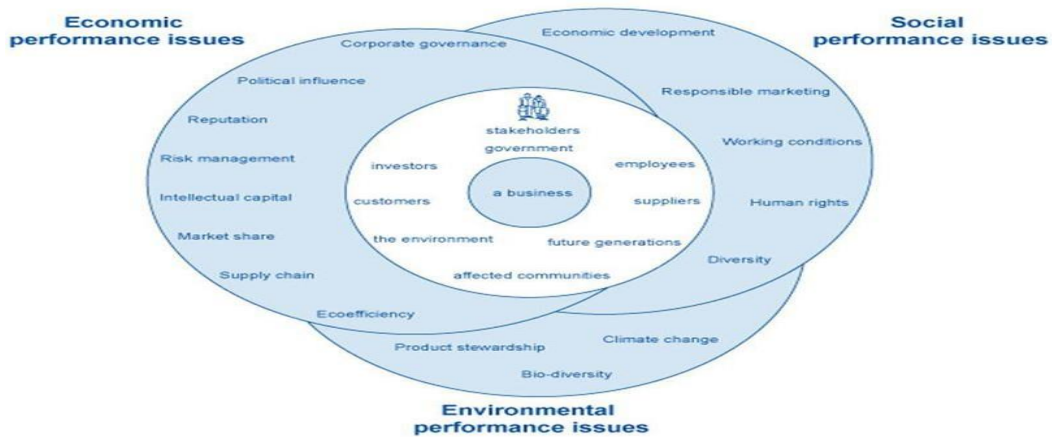 Economic
performance issues
Social
performance issues
Corporate governance
Economic development
Political influence
Responsible marketing
Reputation
stakeholders
government
Working conditions
Risk management
investors
employees
a business
Intellectual capital
customers
suppliers
Human rights
Market share
the environment
future generations
Supply chain
affected communities
Diversity
Ecoefficiency
Product stewardship
Climate change
Bio-diversity
Environmental
performance issues